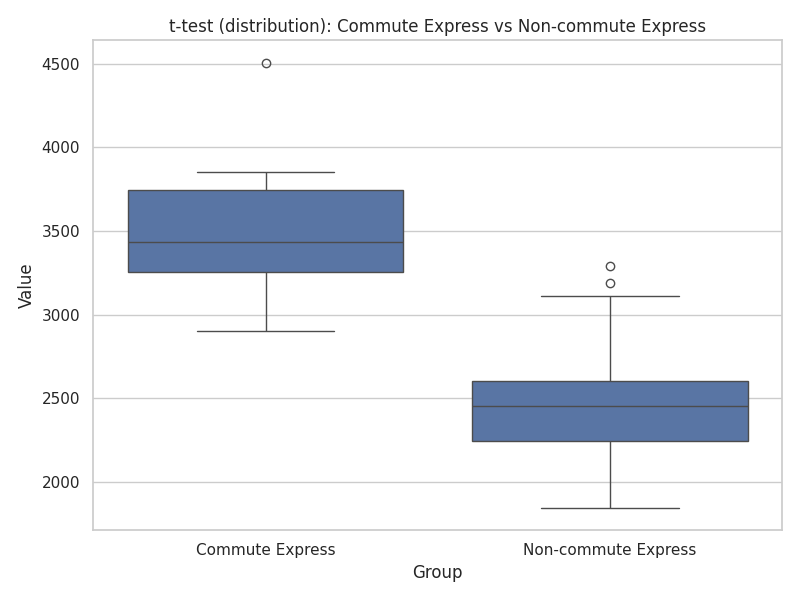 t-test (distribution): Commute Express vs Non-commute Express
4500
4000
3500
3000
2500
2000
Value
Commute Express
Non-commute Express
Group